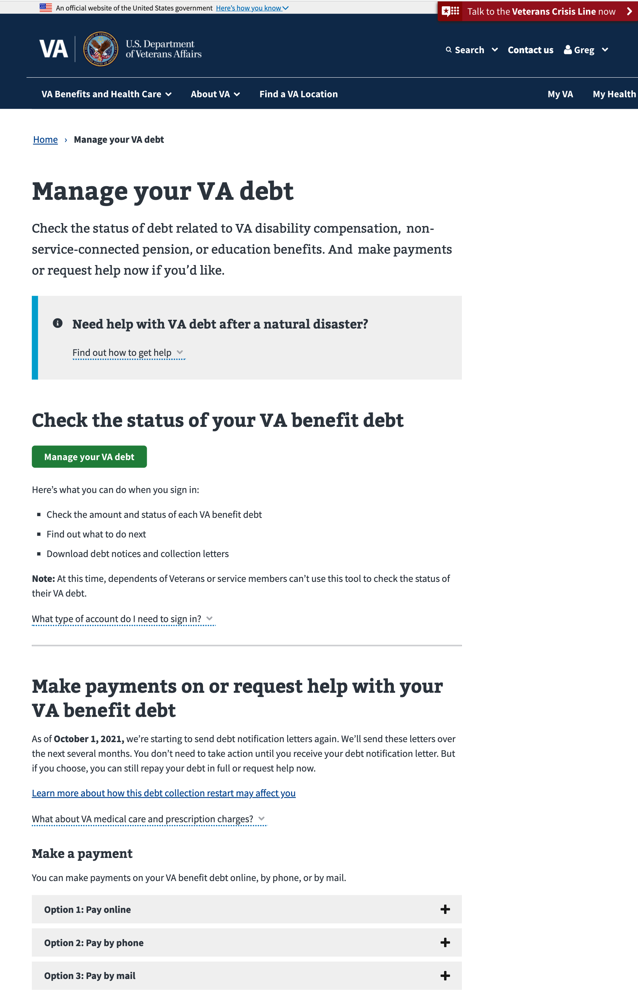 An official website of the United States government Here's how you know
Talk to the Veterans Crisis Line now
VA
U.S. Department
of Veterans Affairs
Search Contact us Greg
VA Benefits and Health Care About VA Find a VA Location My VA My Health
Home › Manage your VA debt
Manage your VA debt
Check the status of debt related to VA disability compensation, non-
service-connected pension, or education benefits. And make payments
or request help now if you’d like.
Need help with VA debt after a natural disaster?
Find out how to get help
Check the status of your VA benefit debt
Manage your VA debt
Here’s what you can do when you sign in:
Check the amount and status of each VA benefit debt
Find out what to do next
Download debt notices and collection letters
Note: At this time, dependents of Veterans or service members can’t use this tool to check the status of
their VA debt.
What type of account do I need to sign in?
Make payments on or request help with your
VA benefit debt
As of October 1, 2021, we’re starting to send debt notification letters again. We’ll send these letters over
the next several months. You don’t need to take action until you receive your debt notification letter. But
if you choose, you can still repay your debt in full or request help now.
Learn more about how this debt collection restart may affect you
What about VA medical care and prescription charges?
Make a payment
You can make payments on your VA benefit debt online, by phone, or by mail.
Option 1: Pay online
Option 2: Pay by phone
Option 3: Pay by mail